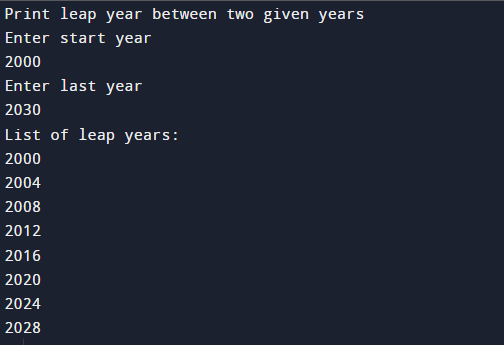 Print leap year between two given years
Enter start year
2000
Enter last year
2030
List of leap years:
2000
2004
2008
2012
2016
2020
2024
2028